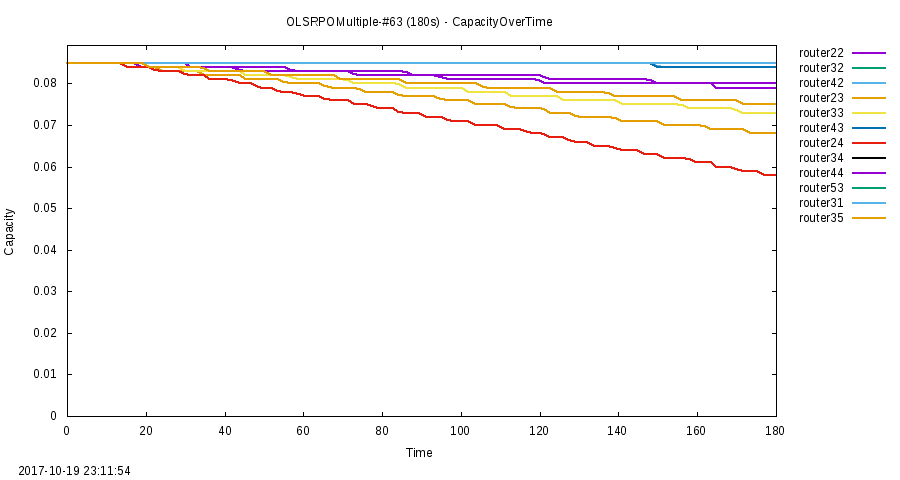 OLSRPOMultiple-#63 (180s) - CapacityOverTime
router22
router32
router42
router23
router33
router43
router24
router34
router44
router53
router31
router35
0.08
0.07
0.06
0.05
0.04
0.03
0.02
0.01
0
Capacity
0 20 40 60 80 100 120 140 160 180
Time
2017-10-19 23:11:54